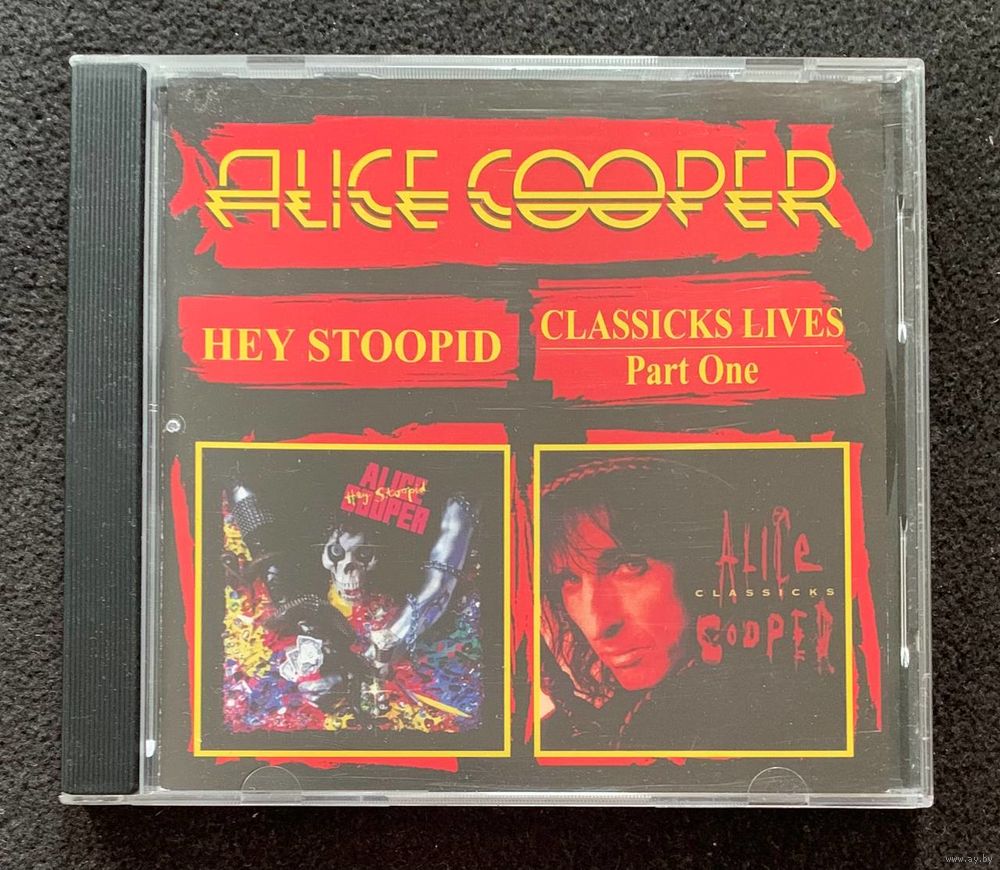 ALICE COOPER
HEY STOOPID
CLASSICKS LIVES
Part One
ALICE
Hey Stoopid
COOPER
ALICE
CLASSICKS
COOPER
www.ay.by